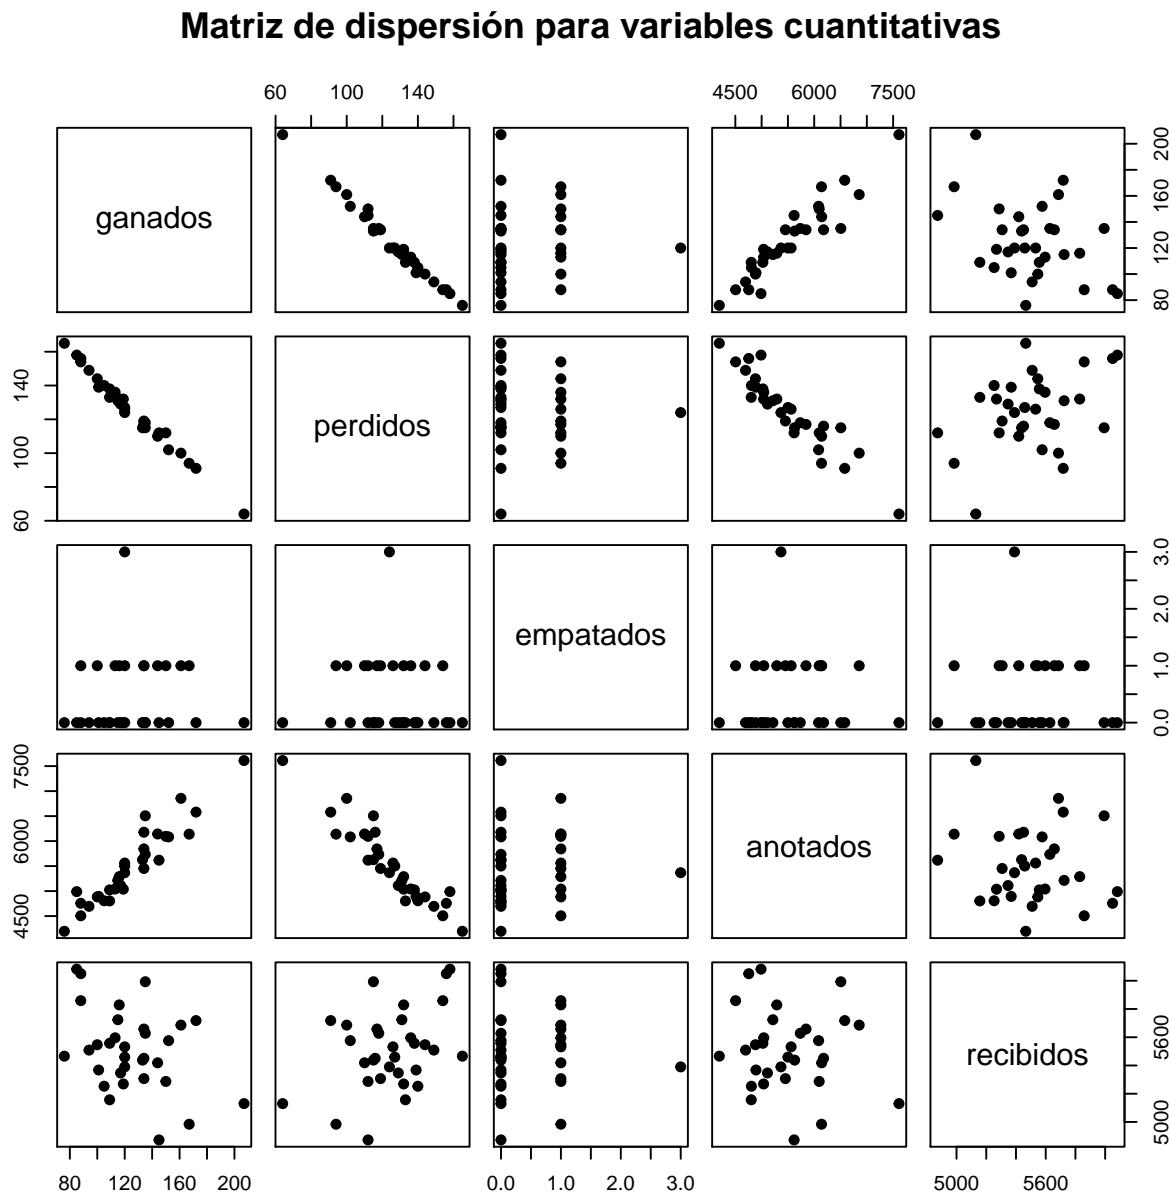 Matriz de dispersión para variables cuantitativas
60 100 140
4500 6000 7500
ganados
80 120 160 200
60 100 140
perdidos
empatados
0.0 1.0 2.0 3.0
4500 6000 7500
anotados
recibidos
5000 5600
80 120 160 200
0.0 1.0 2.0 3.0
5000 5600